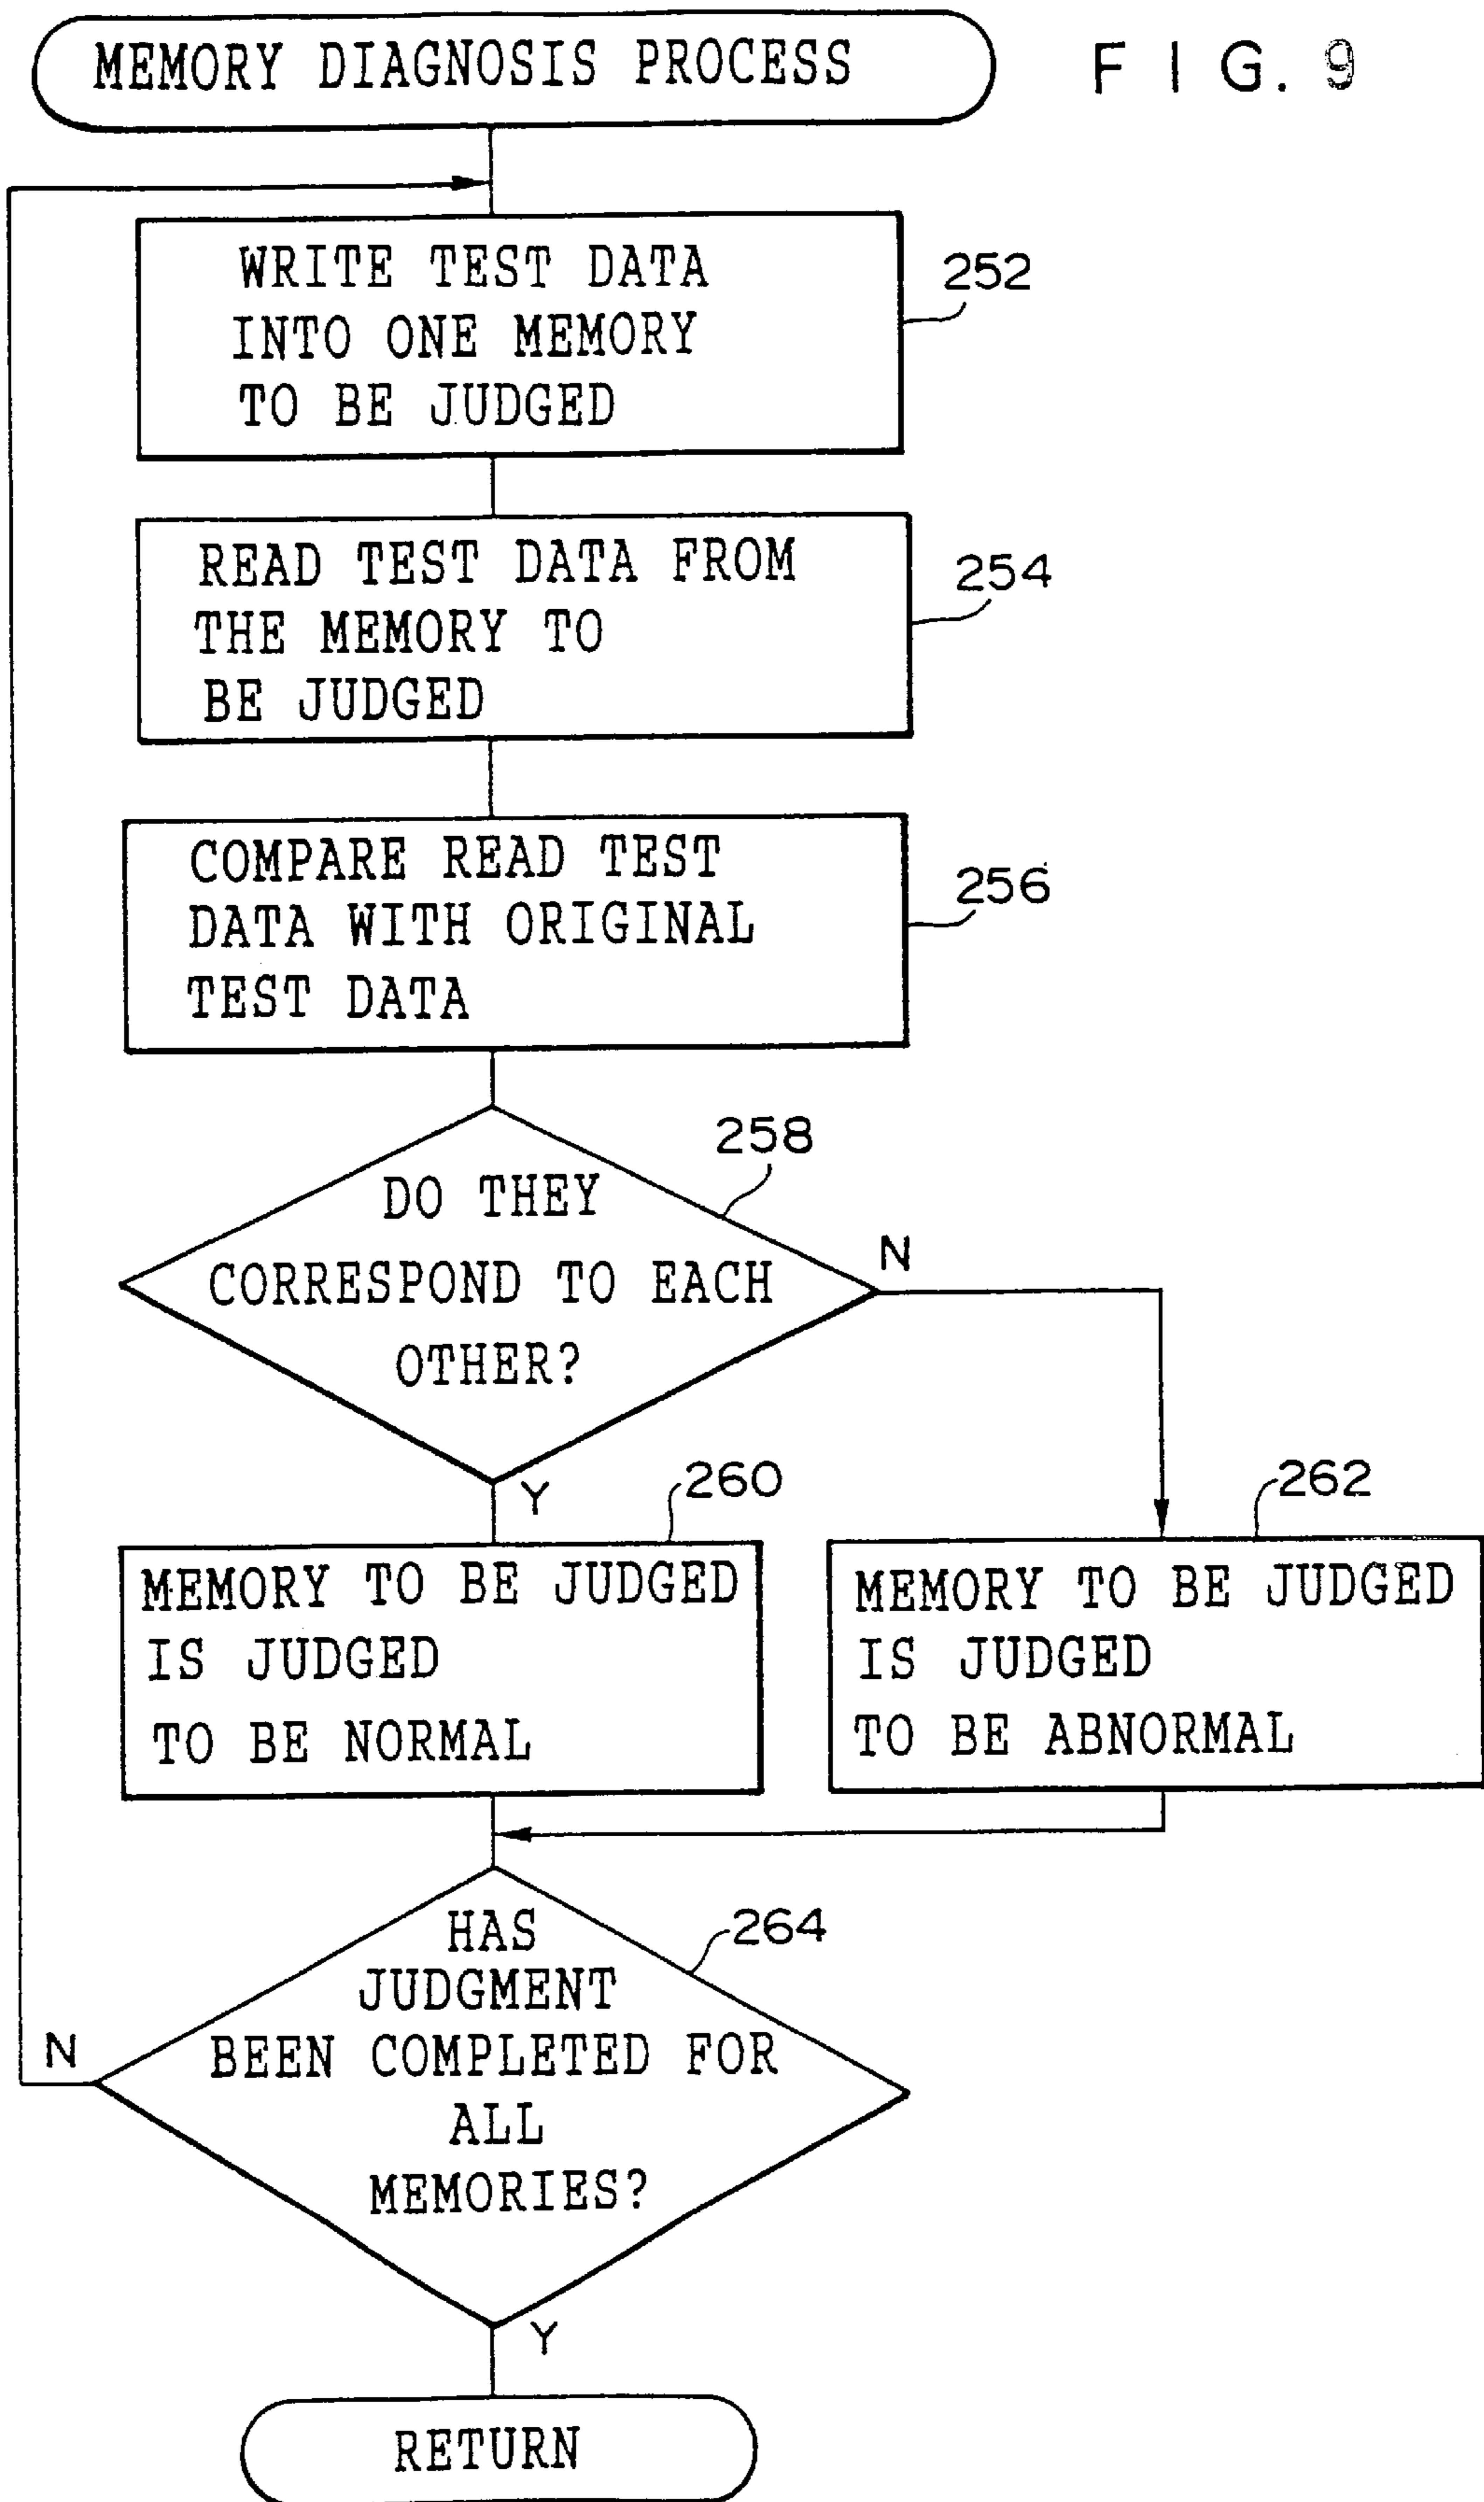 MEMORY DIAGNOSIS PROCESS
FIG. 9
WRITE TEST DATA
INTO ONE MEMORY
TO BE JUDGED
252
READ TEST DATA FROM
THE MEMORY TO
BE JUDGED
254
COMPARE READ TEST
DATA WITH ORIGINAL
TEST DATA
256
258
DO THEY
CORRESPOND TO EACH
OTHER?
N
Y
260
MEMORY TO BE JUDGED
IS JUDGED
TO BE NORMAL
262
MEMORY TO BE JUDGED
IS JUDGED
TO BE ABNORMAL
264
HAS
JUDGMENT
BEEN COMPLETED FOR
ALL
MEMORIES?
N
Y
RETURN